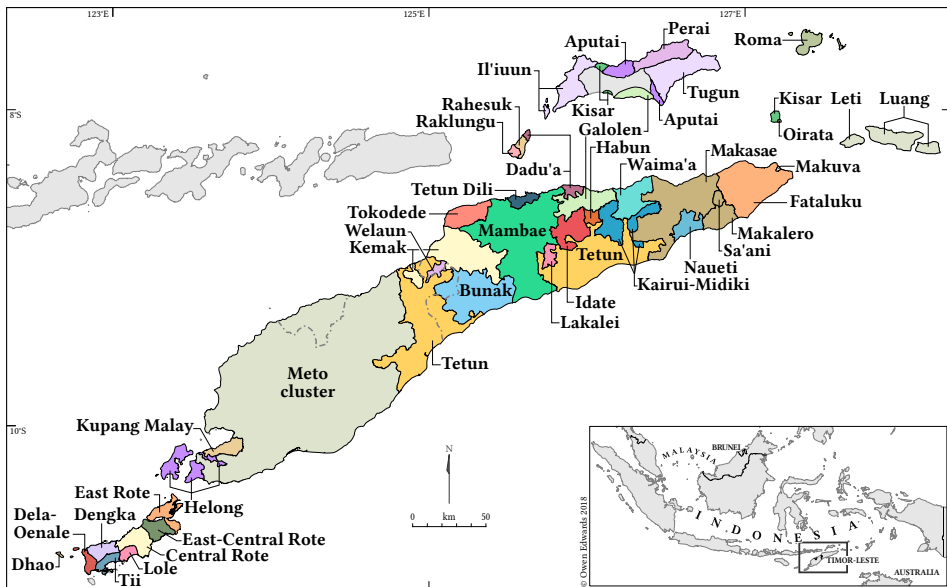 123°E
125°E
127°E
Perai
Aputai
Roma
Il'iuun
Tugun
Kisar
Kisar
Leti
Luang
Rahesuk
Raklungu
8°S
Galolen
Aputai
Oirata
Habun
Dadu'a
Waima'a
Makasae
Makuva
Tetun Dili
Fataluku
Tokodede
Mambae
Welaun
Makalero
Kemak
Tetun
Sa'ani
Naueti
Kairui-Midiki
Bunak
Idate
Lakalei
Tetun
Meto
cluster
Kupang Malay
10°S
N
East Rote
Helong
Dela-
Oenale
Dengka
0
km
50
East-Central Rote
Central Rote
Dhao
Lole
Tii
© Owen Edwards 2018
MALAYSIA
BRUNEI
INDONESIA
TIMOR-LESTE
AUSTRALIA